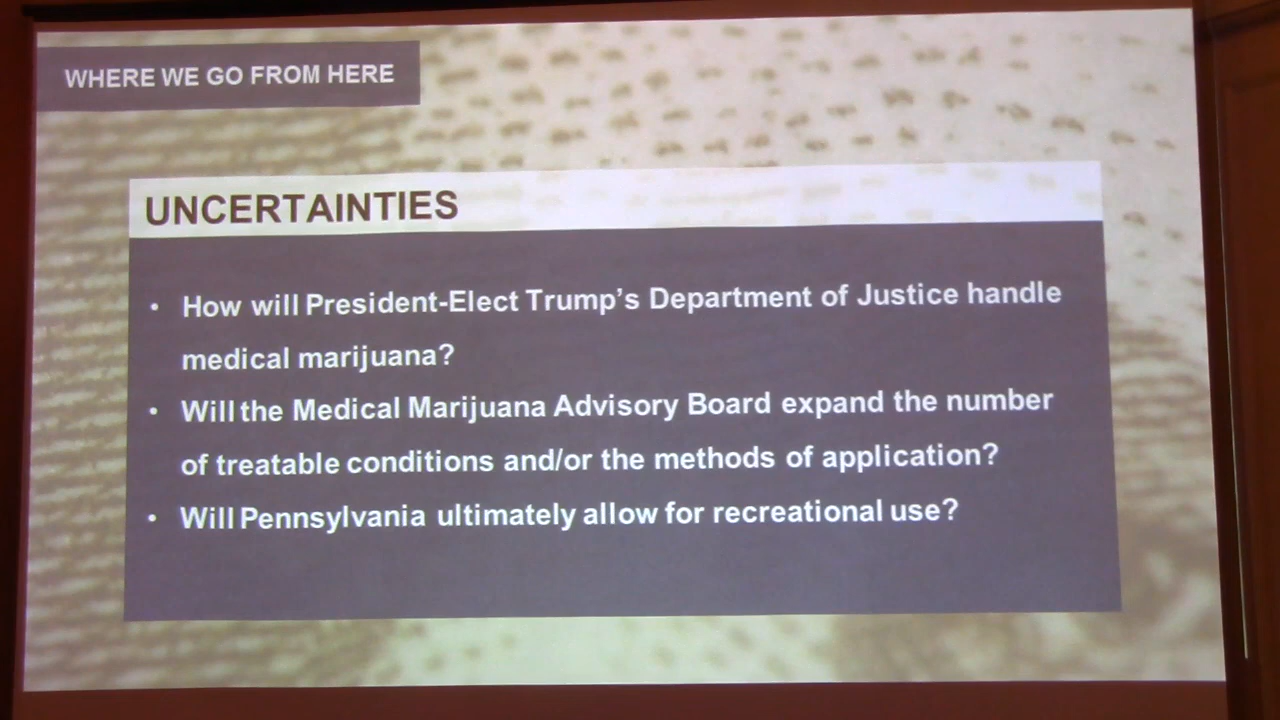 WHERE WE GO FROM HERE
UNCERTAINTIES
• How will President-Elect Trump’s Department of Justice handle
medical marijuana?
• Will the Medical Marijuana Advisory Board expand the number
of treatable conditions and/or the methods of application?
• Will Pennsylvania ultimately allow for recreational use?